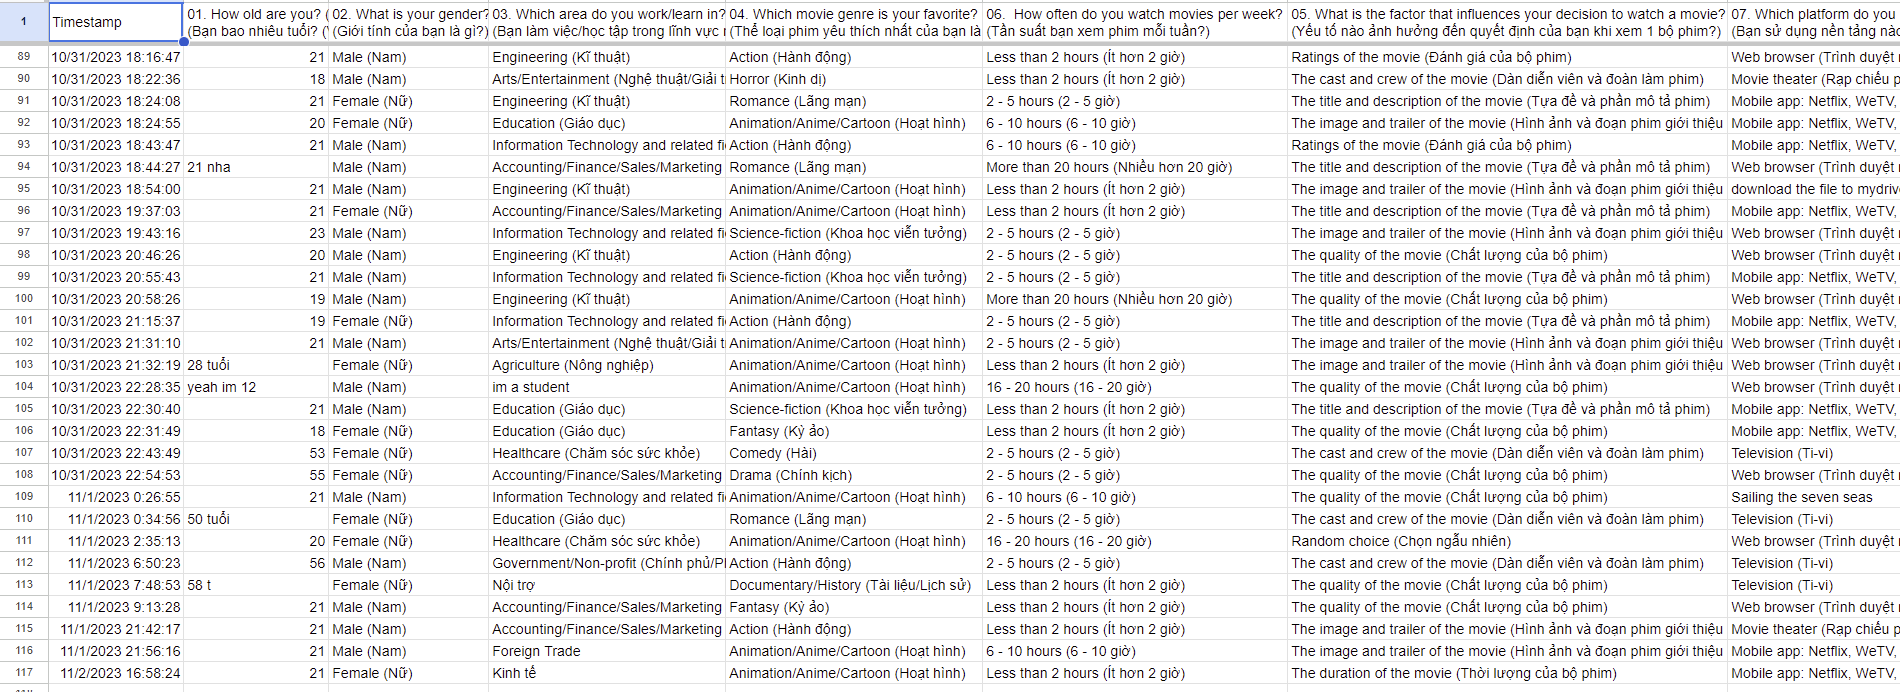 1 Timestamp 01. How old are you? ( 02. What is your gender? 03. Which area do you work/learn in? 04. Which movie genre is your favorite? 06. How often do you watch movies per week? 05. What is the factor that influences your decision to watch a movie? 07. Which platform do you
(Bạn bao nhiêu tuổi? ( (Giới tính của bạn là gì?) (Bạn làm việc/học tập trong lĩnh vực (Thể loại phim yêu thích nhất của bạn là (Tần suất bạn xem phim mỗi tuần?) (Yếu tố nào ảnh hưởng đến quyết định của bạn khi xem 1 bộ phim?) (Bạn sử dụng nền tảng nào
89 10/31/2023 18:16:47 21 Male (Nam) Engineering (Kĩ thuật) Action (Hành động) Less than 2 hours (Ít hơn 2 giờ) Ratings of the movie (Đánh giá của bộ phim) Web browser (Trình duyệt
90 10/31/2023 18:22:36 18 Male (Nam) Arts/Entertainment (Nghệ thuật/Giải t Horror (Kinh dị) Less than 2 hours (Ít hơn 2 giờ) The cast and crew of the movie (Dàn diễn viên và đoàn làm phim) Movie theater (Rạp chiếu p
91 10/31/2023 18:24:08 21 Female (Nữ) Engineering (Kĩ thuật) Romance (Lãng mạn) 2 - 5 hours (2 - 5 giờ) The title and description of the movie (Tựa đề và phần mô tả phim) Mobile app: Netflix, WeTV,
92 10/31/2023 18:24:55 20 Female (Nữ) Education (Giáo dục) Animation/Anime/Cartoon (Hoạt hình) 6 - 10 hours (6 - 10 giờ) The image and trailer of the movie (Hình ảnh và đoạn phim giới thiệu Mobile app: Netflix, WeTV,
93 10/31/2023 18:43:47 21 Male (Nam) Information Technology and related fi Action (Hành động) 6 - 10 hours (6 - 10 giờ) Ratings of the movie (Đánh giá của bộ phim) Mobile app: Netflix, WeTV,
94 10/31/2023 18:44:27 21 nha Male (Nam) Accounting/Finance/Sales/Marketing Romance (Lãng mạn) More than 20 hours (Nhiều hơn 20 giờ) The title and description of the movie (Tựa đề và phần mô tả phim) Web browser (Trình duyệt
95 10/31/2023 18:54:00 21 Male (Nam) Engineering (Kĩ thuật) Animation/Anime/Cartoon (Hoạt hình) Less than 2 hours (Ít hơn 2 giờ) The image and trailer of the movie (Hình ảnh và đoạn phim giới thiệu download the file to mydrive
96 10/31/2023 19:37:03 21 Female (Nữ) Accounting/Finance/Sales/Marketing Animation/Anime/Cartoon (Hoạt hình) Less than 2 hours (Ít hơn 2 giờ) The title and description of the movie (Tựa đề và phần mô tả phim) Mobile app: Netflix, WeTV,
97 10/31/2023 19:43:16 23 Male (Nam) Information Technology and related fi Science-fiction (Khoa học viễn tưởng) 2 - 5 hours (2 - 5 giờ) The image and trailer of the movie (Hình ảnh và đoạn phim giới thiệu Web browser (Trình duyệt
98 10/31/2023 20:46:26 20 Male (Nam) Engineering (Kĩ thuật) Action (Hành động) 2 - 5 hours (2 - 5 giờ) The quality of the movie (Chất lượng của bộ phim) Web browser (Trình duyệt
99 10/31/2023 20:55:43 21 Male (Nam) Information Technology and related fi Science-fiction (Khoa học viễn tưởng) 2 - 5 hours (2 - 5 giờ) The title and description of the movie (Tựa đề và phần mô tả phim) Mobile app: Netflix, WeTV,
100 10/31/2023 20:58:26 19 Male (Nam) Engineering (Kĩ thuật) Animation/Anime/Cartoon (Hoạt hình) More than 20 hours (Nhiều hơn 20 giờ) The quality of the movie (Chất lượng của bộ phim) Web browser (Trình duyệt
101 10/31/2023 21:15:37 19 Female (Nữ) Information Technology and related fi Action (Hành động) 2 - 5 hours (2 - 5 giờ) The title and description of the movie (Tựa đề và phần mô tả phim) Mobile app: Netflix, WeTV,
102 10/31/2023 21:31:10 21 Male (Nam) Arts/Entertainment (Nghệ thuật/Giải t Animation/Anime/Cartoon (Hoạt hình) 2 - 5 hours (2 - 5 giờ) The image and trailer of the movie (Hình ảnh và đoạn phim giới thiệu Web browser (Trình duyệt
103 10/31/2023 21:32:19 28 tuổi Female (Nữ) Agriculture (Nông nghiệp) Animation/Anime/Cartoon (Hoạt hình) Less than 2 hours (Ít hơn 2 giờ) The image and trailer of the movie (Hình ảnh và đoạn phim giới thiệu Web browser (Trình duyệt
104 10/31/2023 22:28:35 yeah im 12 Male (Nam) im a student Animation/Anime/Cartoon (Hoạt hình) 16 - 20 hours (16 - 20 giờ) The quality of the movie (Chất lượng của bộ phim) Web browser (Trình duyệt
105 10/31/2023 22:30:40 21 Male (Nam) Education (Giáo dục) Science-fiction (Khoa học viễn tưởng) Less than 2 hours (Ít hơn 2 giờ) The title and description of the movie (Tựa đề và phần mô tả phim) Mobile app: Netflix, WeTV,
106 10/31/2023 22:31:49 18 Female (Nữ) Education (Giáo dục) Fantasy (Kỳ ảo) Less than 2 hours (Ít hơn 2 giờ) The quality of the movie (Chất lượng của bộ phim) Mobile app: Netflix, WeTV,
107 10/31/2023 22:43:49 53 Female (Nữ) Healthcare (Chăm sóc sức khỏe) Comedy (Hài) 2 - 5 hours (2 - 5 giờ) The cast and crew of the movie (Dàn diễn viên và đoàn làm phim) Television (Ti-vi)
108 10/31/2023 22:54:53 55 Female (Nữ) Accounting/Finance/Sales/Marketing Drama (Chính kịch) 2 - 5 hours (2 - 5 giờ) The quality of the movie (Chất lượng của bộ phim) Web browser (Trình duyệt
109 11/1/2023 0:26:55 21 Male (Nam) Information Technology and related fi Animation/Anime/Cartoon (Hoạt hình) 6 - 10 hours (6 - 10 giờ) The quality of the movie (Chất lượng của bộ phim) Sailing the seven seas
110 11/1/2023 0:34:56 50 tuổi Female (Nữ) Education (Giáo dục) Romance (Lãng mạn) 2 - 5 hours (2 - 5 giờ) The cast and crew of the movie (Dàn diễn viên và đoàn làm phim) Television (Ti-vi)
111 11/1/2023 2:35:13 20 Female (Nữ) Healthcare (Chăm sóc sức khỏe) Animation/Anime/Cartoon (Hoạt hình) 16 - 20 hours (16 - 20 giờ) Random choice (Chọn ngẫu nhiên) Web browser (Trình duyệt
112 11/1/2023 6:50:23 56 Male (Nam) Government/Non-profit (Chính phủ/Pl Action (Hành động) 2 - 5 hours (2 - 5 giờ) The cast and crew of the movie (Dàn diễn viên và đoàn làm phim) Television (Ti-vi)
113 11/1/2023 7:48:53 58 t Female (Nữ) Nội trợ Documentary/History (Tài liệu/Lịch sử) Less than 2 hours (Ít hơn 2 giờ) The quality of the movie (Chất lượng của bộ phim) Television (Ti-vi)
114 11/1/2023 9:13:28 21 Male (Nam) Accounting/Finance/Sales/Marketing Fantasy (Kỳ ảo) Less than 2 hours (Ít hơn 2 giờ) The quality of the movie (Chất lượng của bộ phim) Web browser (Trình duyệt
115 11/1/2023 21:42:17 21 Male (Nam) Accounting/Finance/Sales/Marketing Action (Hành động) Less than 2 hours (Ít hơn 2 giờ) The image and trailer of the movie (Hình ảnh và đoạn phim giới thiệu Movie theater (Rạp chiếu p
116 11/1/2023 21:56:16 21 Male (Nam) Foreign Trade Animation/Anime/Cartoon (Hoạt hình) 6 - 10 hours (6 - 10 giờ) The image and trailer of the movie (Hình ảnh và đoạn phim giới thiệu Mobile app: Netflix, WeTV,
117 11/2/2023 16:58:24 21 Female (Nữ) Kinh tế Animation/Anime/Cartoon (Hoạt hình) Less than 2 hours (Ít hơn 2 giờ) The duration of the movie (Thời lượng của bộ phim) Mobile app: Netflix, WeTV,